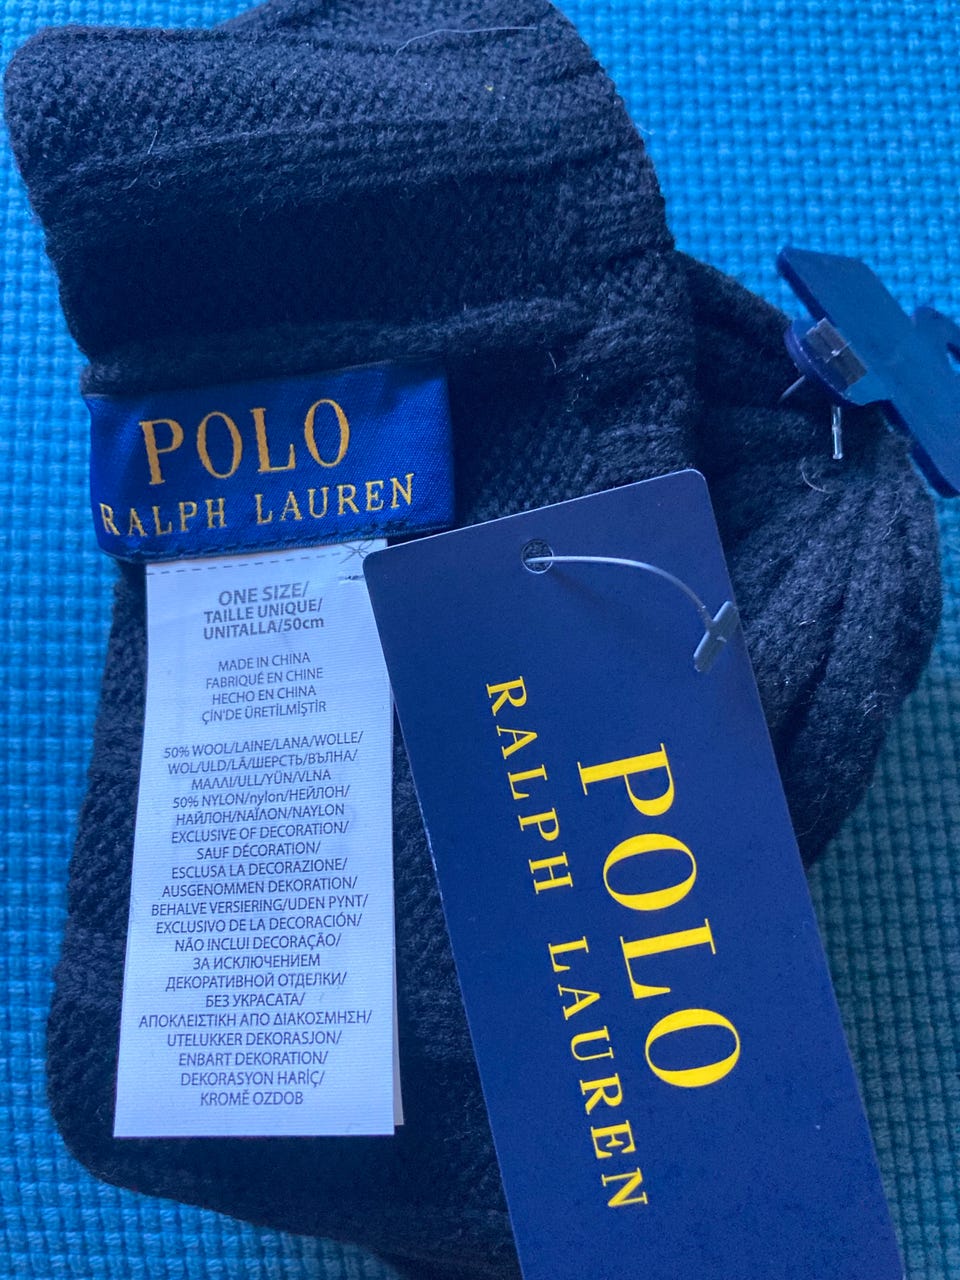 POLO
RALPH LAUREN
ONE SIZE/
TAILLE UNIQUE/
UNITALLA/50cm
MADE IN CHINA
FABRIQUÉ EN CHINE
HECHO EN CHINA
ÇİN'DE ÜRETİLMİŞTİR
50% WOOL/LAINE/LANA/WOLLE/
WOL/ULD/LÃ/ШЕРСТЬ/ВЪЛНА/
ΜΑΛΛΙ/ULL/YÜN/VLNA
50% NYLON/nylon/НЕЙЛОН/
НАЙЛОН/ΝΑΪΛΟΝ/NAYLON
EXCLUSIVE OF DECORATION/
SAUF DÉCORATION/
ESCLUSA LA DECORAZIONE/
AUSGENOMMEN DEKORATION/
BEHALVE VERSIERING/UDEN PYNT/
EXCLUSIVO DE LA DECORACIÓN/
NÃO INCLUI DECORAÇÃO/
ЗА ИСКЛЮЧЕНИЕМ
ДЕКОРАТИВНОЙ ОТДЕЛКИ/
БЕЗ УКРАСАТА/
ΑΠΟΚΛΕΙΣΤΙΚΗ ΑΠΟ ΔΙΑΚΟΣΜΗΣΗ/
UTELUKKER DEKORASJON/
ENBART DEKORATION/
DEKORASYON HARİÇ/
KROMĚ OZDOB
POLO
RALPH LAUREN